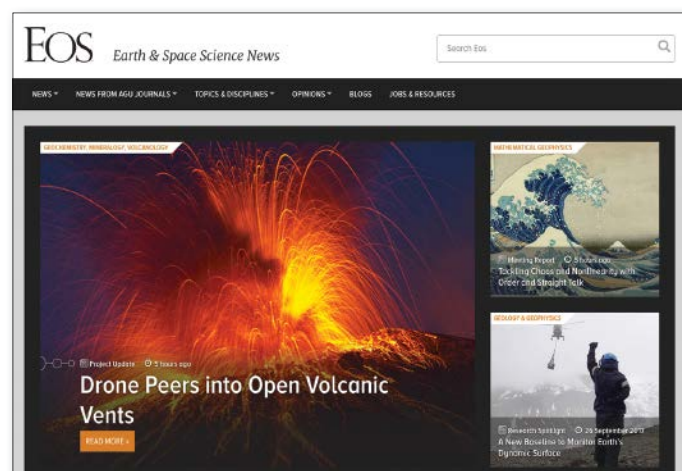 Eos Earth & Space Science News
Search Eos
NEWS NEWS FROM AGU JOURNALS TOPICS & DISCIPLINES OPINIONS BLOGS JOBS & RESOURCES
GEOCHEMISTRY, MINERALOGY, VOLCANOLOGY
Project Update 5 hours ago
Drone Peers into Open Volcanic
Vents
READ MORE »
MATHEMATICAL GEOPHYSICS
Meeting Report 5 hours ago
Tackling Chaos and Nonlinearity with
Order and Straight Talk
GEOLOGY & GEOPHYSICS
Research Spotlight 26 September 2017
A New Baseline to Monitor Earth's
Dynamic Surface